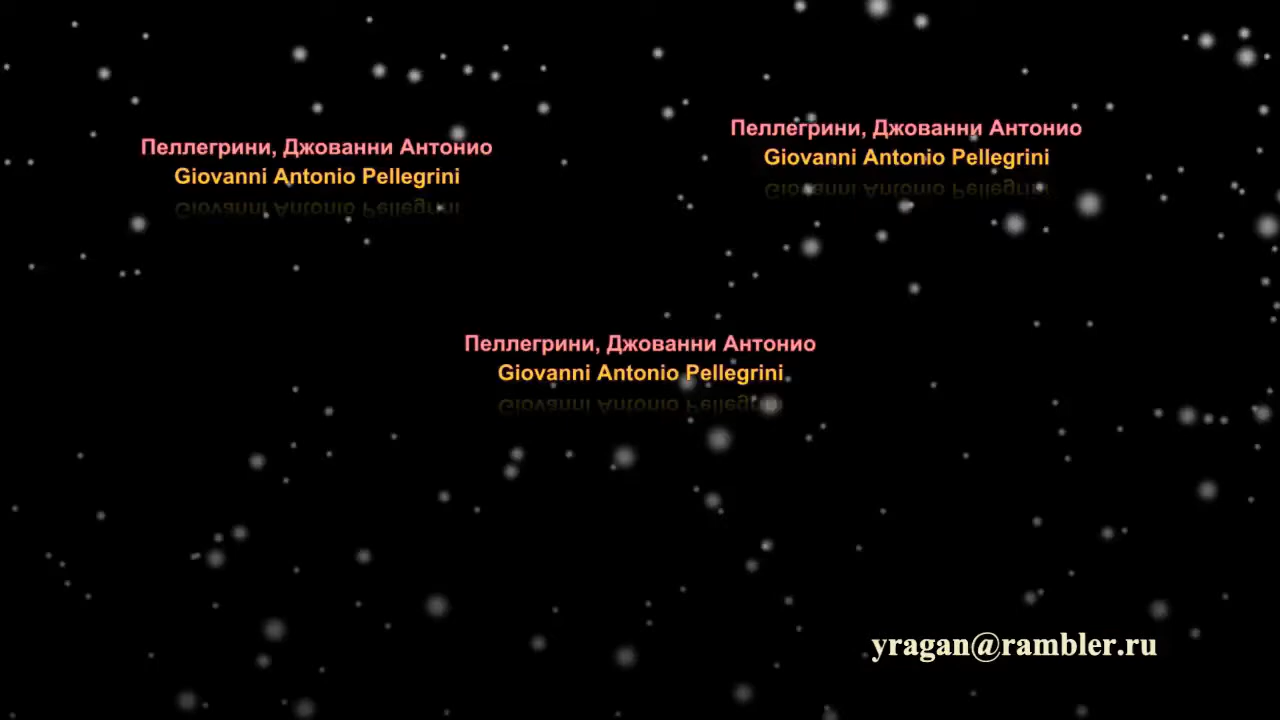 Пеллегрини, Джованни Антонио
Giovanni Antonio Pellegrini
Пеллегрини, Джованни Антонио
Giovanni Antonio Pellegrini
Пеллегрини, Джованни Антонио
Giovanni Antonio Pellegrini
yragan@rambler.ru